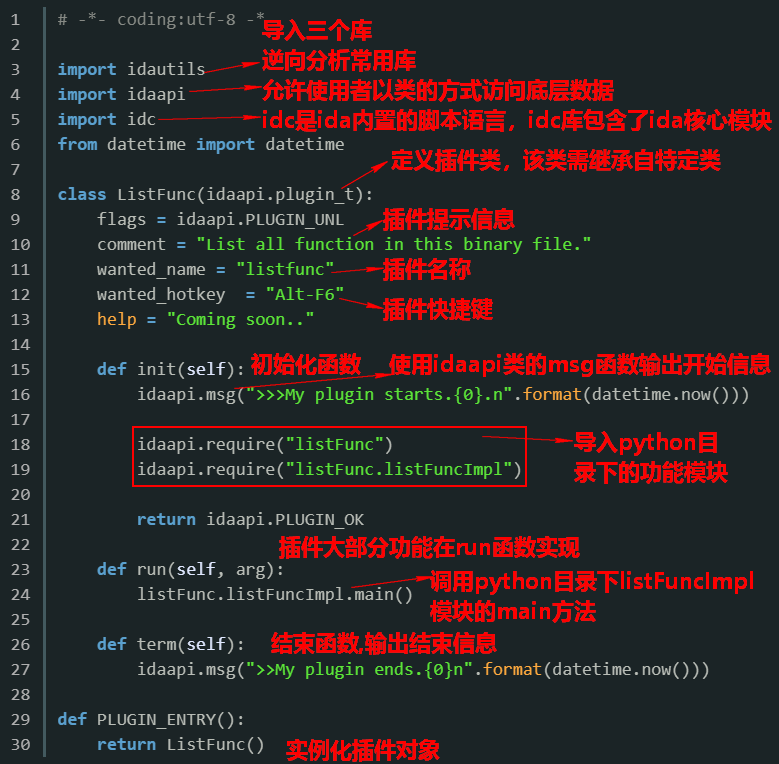 1 # -*- coding:utf-8 -*
导入三个库
2
逆向分析常用库
3 import idautils
4 import idaapi 允许使用者以类的方式访问底层数据
5 import idc idc是ida内置的脚本语言，idc库包含了ida核心模块
6 from datetime import datetime
7 定义插件类，该类需继承自特定类
8 class ListFunc(idaapi.plugin_t):
9 flags = idaapi.PLUGIN_UNL 插件提示信息
10 comment = "List all function in this binary file."
11 wanted_name = "listfunc" 插件名称
12 wanted_hotkey = "Alt-F6" 插件快捷键
13 help = "Coming soon.."
14
15 def init(self): 初始化函数 使用idaapi类的msg函数输出开始信息
16 idaapi.msg(">>>My plugin starts.{0}.n".format(datetime.now()))
17
18 idaapi.require("listFunc") 导入python目
19 idaapi.require("listFunc.listFuncImpl") 录下的功能模块
20
21 return idaapi.PLUGIN_OK
22 插件大部分功能在run函数实现
23 def run(self, arg):
24 listFunc.listFuncImpl.main() 调用python目录下listFuncImpl
25 模块的main方法
26 def term(self): 结束函数,输出结束信息
27 idaapi.msg(">>My plugin ends.{0}n".format(datetime.now()))
28
29 def PLUGIN_ENTRY():
30 return ListFunc() 实例化插件对象